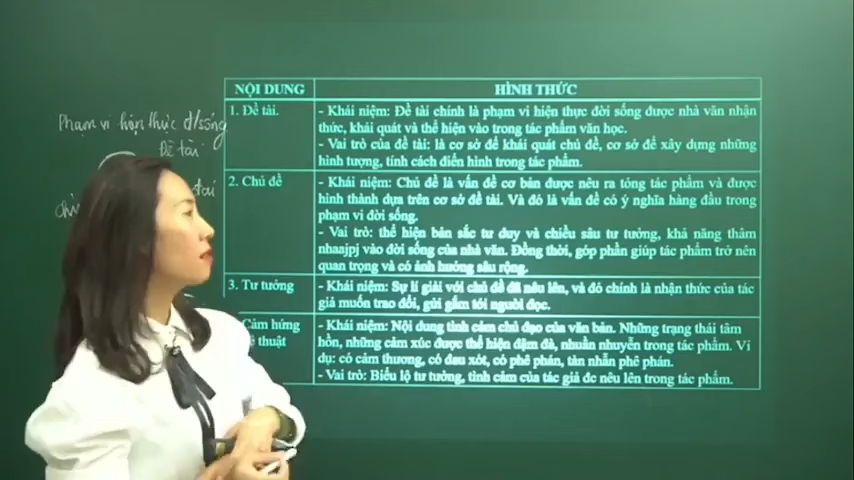 Phạm vi hiện thực đ/sống
Đề tài
NỘI DUNG
HÌNH THỨC
1. Đề tài.
- Khái niệm: Đề tài chính là phạm vi hiện thực đời sống được nhà văn nhận
thức, khái quát và thể hiện vào trong tác phẩm văn học.
- Vai trò của đề tài: là cơ sở để khái quát chủ đề, cơ sở để xây dựng những
hình tượng, tính cách điển hình trong tác phẩm.
2. Chủ đề
- Khái niệm: Chủ đề là vấn đề cơ bản được nêu ra tỏng tác phẩm và được
hình thành dựa trên cơ sở đề tài. Và đó là vấn đề có ý nghĩa hàng đầu trong
phạm vi đời sống.
- Vai trò: thể hiện bản sắc tư duy và chiều sâu tư tưởng, khả năng thâm
nhaajpj vào đời sống của nhà văn. Đồng thời, góp phần giúp tác phẩm trở nên
quan trọng và có ảnh hưởng sâu rộng.
3. Tư tưởng
- Khái niệm: Sự lí giải với chủ đề đã nêu lên, và đó chính là nhận thức của tác
giả muốn trao đổi, gửi gắm tới người đọc.
Cảm hứng
thuật
- Khái niệm: Nội dung tình cảm chủ đạo của văn bản. Những trạng thái tâm
hồn, những cảm xúc được thể hiện đậm đà, nhuần nhuyễn trong tác phẩm. Ví
dụ: có cảm thương, có đau xót, có phê phán, tàn nhẫn phê phán.
- Vai trò: Biểu lộ tư tưởng, tình cảm của tác giả đc nêu lên trong tác phẩm.